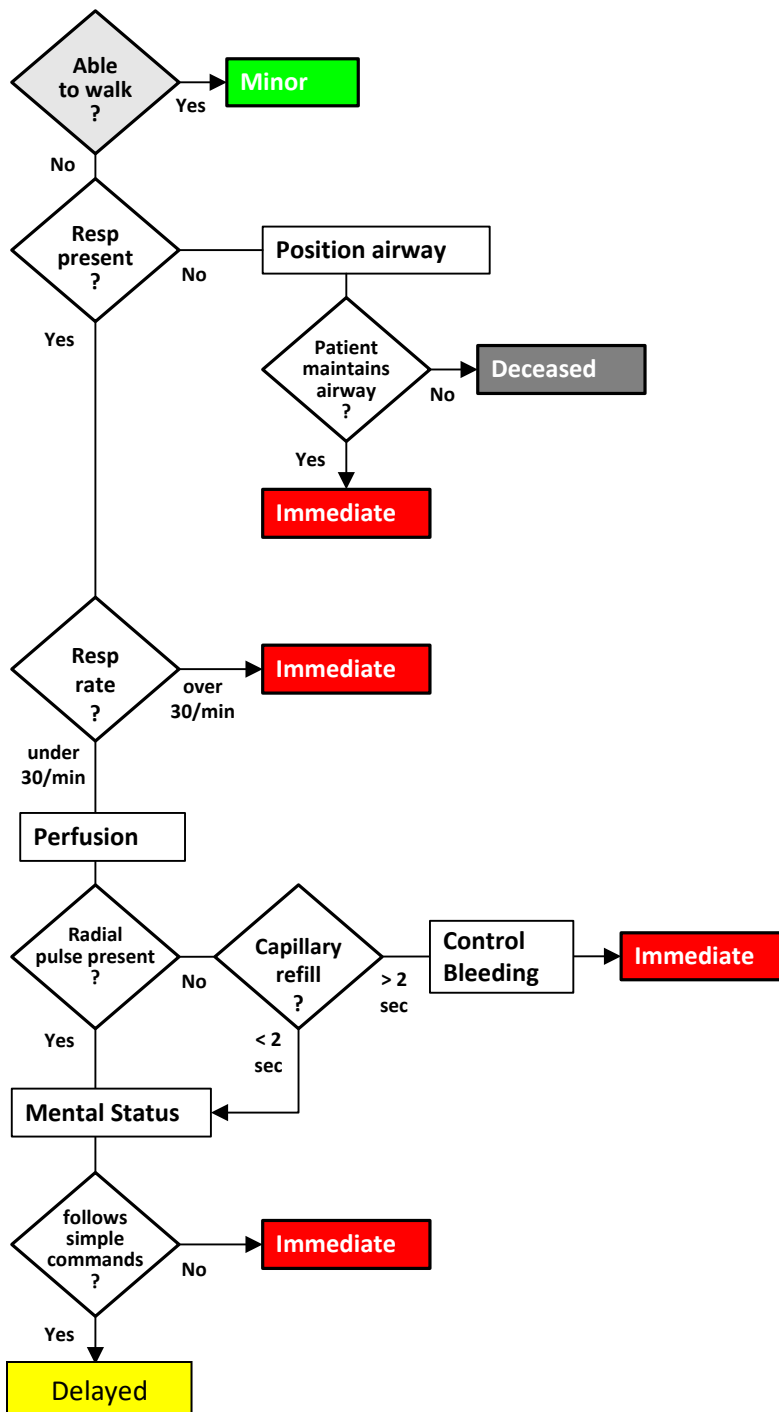 Able
to walk
?
Yes
Minor
No
Resp
present
?
No
Position airway
Yes
Patient
maintains
airway
?
No
Deceased
Yes
Immediate
Resp
rate
?
over
30/min
Immediate
under
30/min
Perfusion
Radial
pulse present
?
No
Capillary
refill
?
> 2
sec
Control
Bleeding
Immediate
Yes
< 2
sec
Mental Status
follows
simple
commands
?
No
Immediate
Yes
Delayed